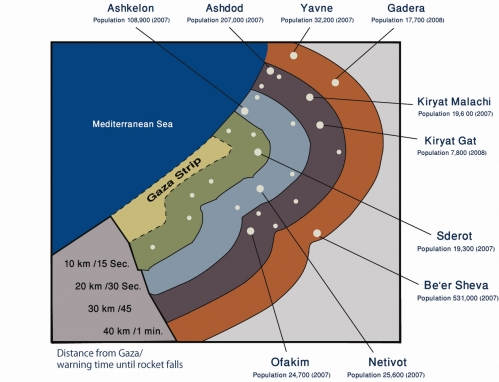 Ashkelon
Population 108,900 (2007)
Ashdod
Population 207,000 (2007)
Yavne
Population 32,200 (2007)
Gadera
Population 17,700 (2008)
Kiryat Malachi
Population 19,6 00 (2007)
Mediterranean Sea
Kiryat Gat
Population 7,800 (2008)
Gaza Strip
Sderot
Population 19,300 (2007)
10 km /15 Sec.
20 km /30 Sec.
30 km /45
40 km /1 min.
Be'er Sheva
Population 531,000 (2007)
Distance from Gaza/
warning time until rocket falls
Ofakim
Population 24,700 (2007)
Netivot
Population 25,600 (2007)